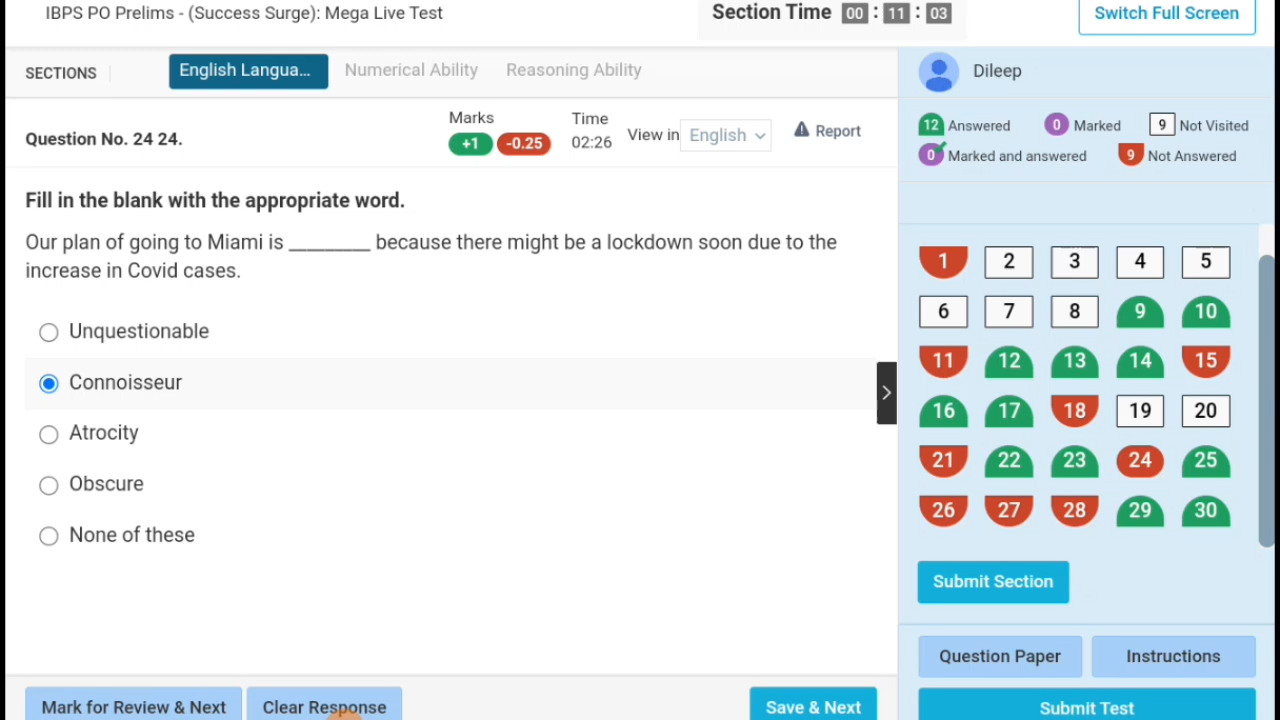 IBPS PO Prelims - (Success Surge): Mega Live Test
Section Time 00 : 11 : 03
Switch Full Screen
SECTIONS
English Langua...
Numerical Ability
Reasoning Ability
Dileep
Question No. 24 24.
Marks
+1 -0.25
Time
02:26
View in English
Report
12 Answered
0 Marked
9 Not Visited
0 Marked and answered
9 Not Answered
Fill in the blank with the appropriate word.
Our plan of going to Miami is _________ because there might be a lockdown soon due to the
increase in Covid cases.
Unquestionable
Connoisseur
Atrocity
Obscure
None of these
>
1 2 3 4 5
6 7 8 9 10
11 12 13 14 15
16 17 18 19 20
21 22 23 24 25
26 27 28 29 30
Submit Section
Question Paper
Instructions
Mark for Review & Next
Clear Response
Save & Next
Submit Test